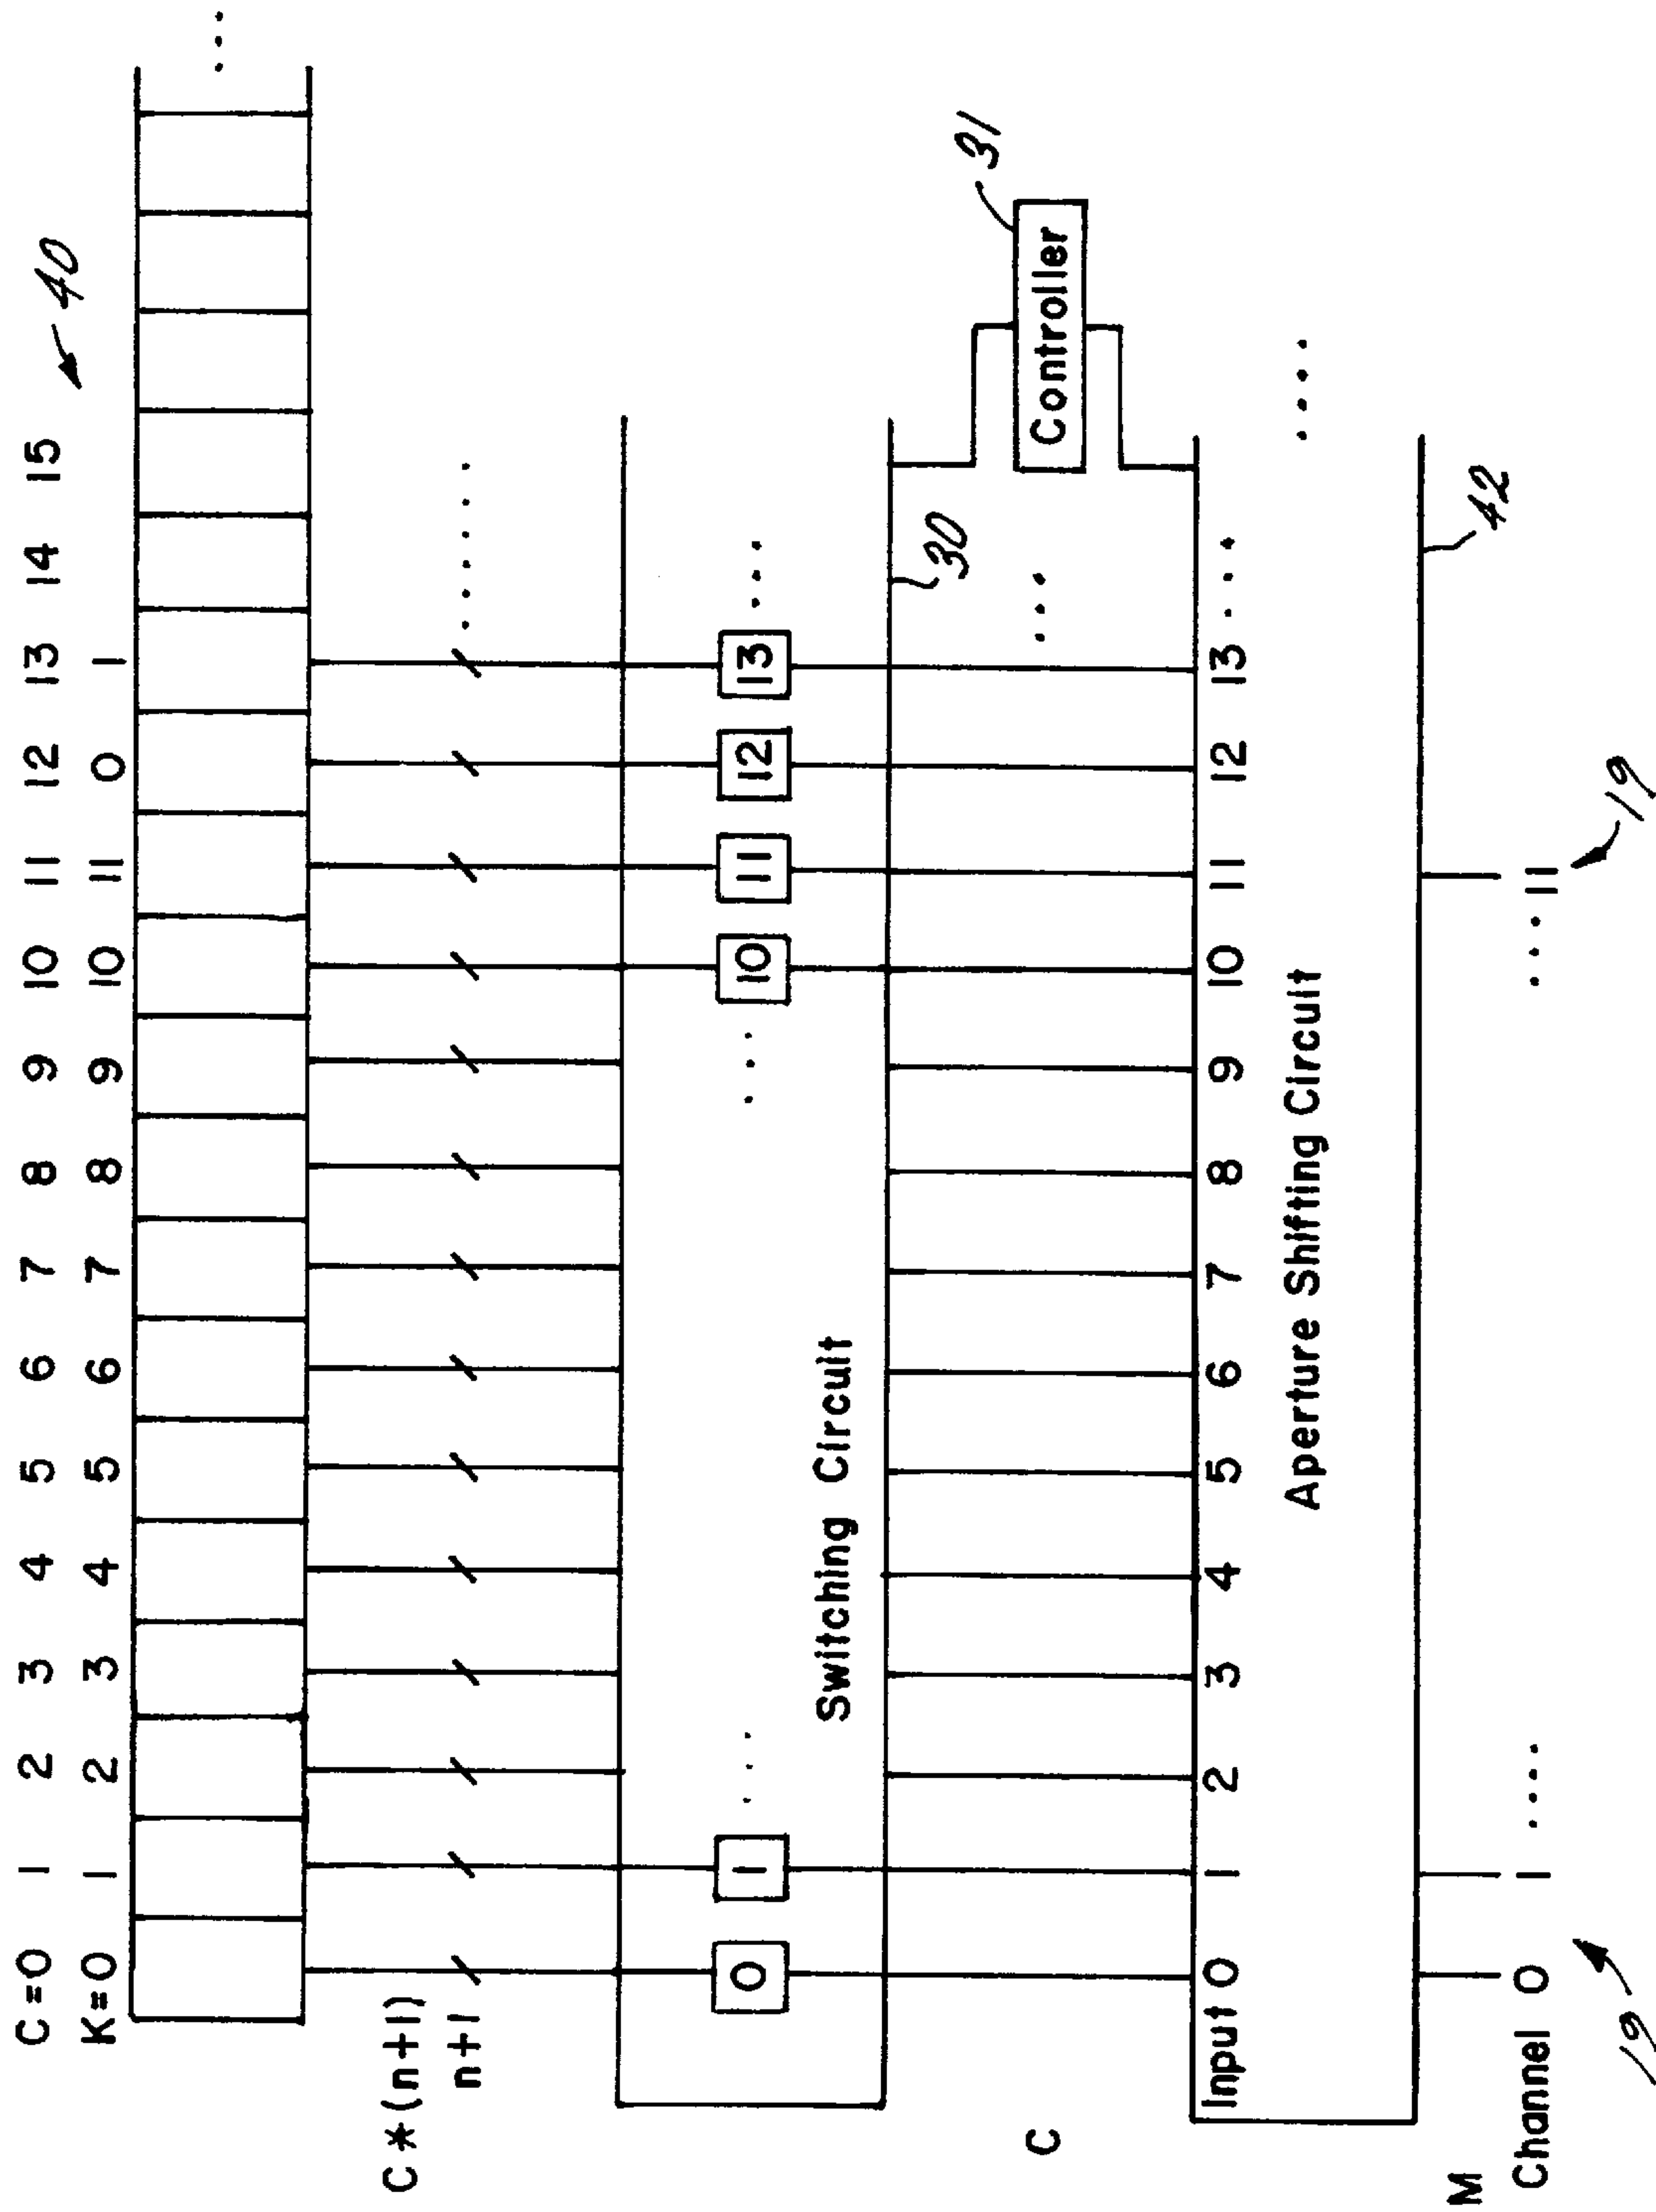 C=0 1 2 3 4 5 6 7 8 9 10 11 12 13 14 15
K=0 1 2 3 4 5 6 7 8 9 10 11 0 1
40
C*(n+1)
n+1
0 1 ... ... 10 11 12 13 ...
Switching Circuit
30
C
...
Controller
31
Input 0 1 2 3 4 5 6 7 8 9 10 11 12 13 ...
Aperture Shifting Circuit
42
M
Channel 0 1 .... ... 11
19
19